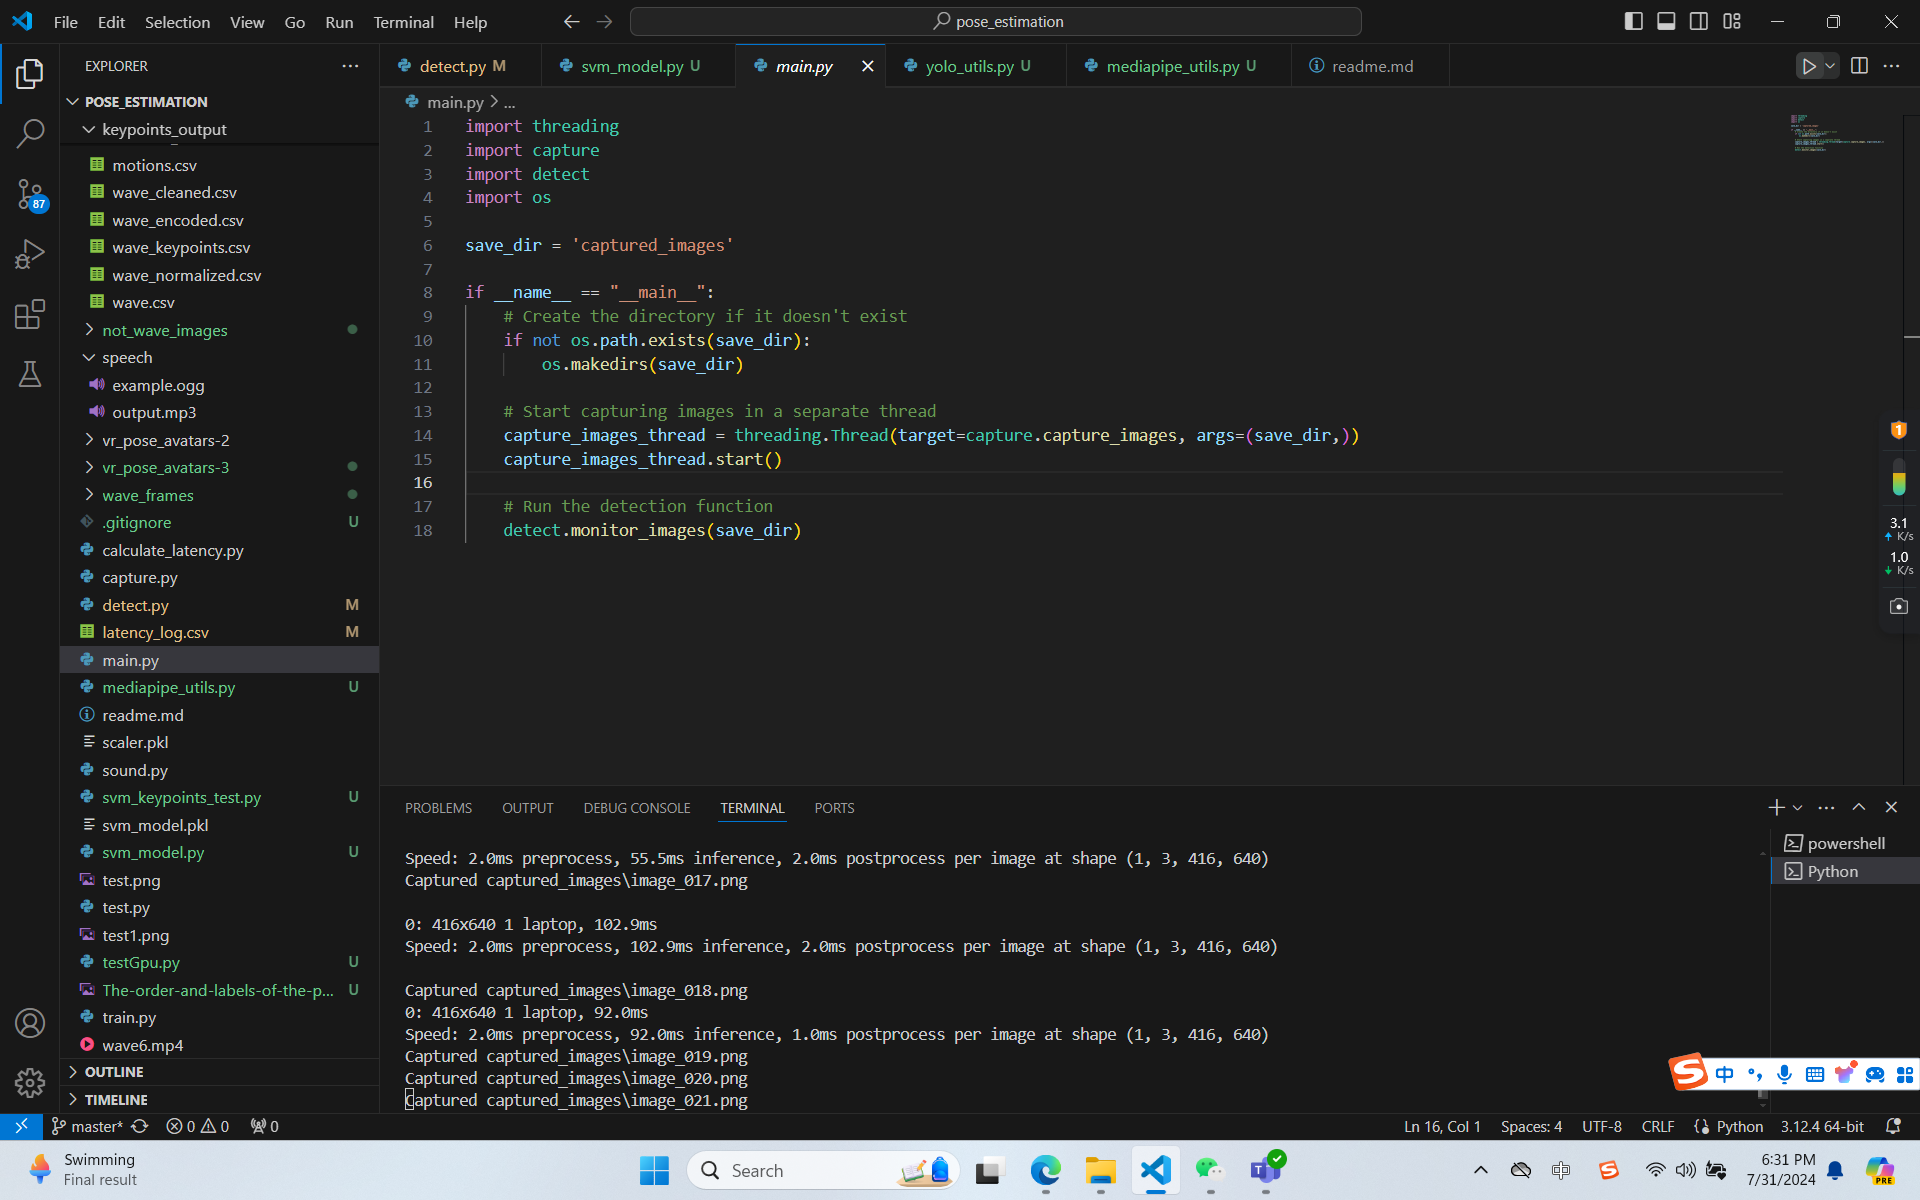 File Edit Selection View Go Run Terminal Help
pose_estimation
EXPLORER
POSE_ESTIMATION
keypoints_output
motions.csv
wave_cleaned.csv
wave_encoded.csv
wave_keypoints.csv
wave_normalized.csv
wave.csv
not_wave_images
speech
example.ogg
output.mp3
vr_pose_avatars-2
vr_pose_avatars-3
wave_frames
.gitignore U
calculate_latency.py
capture.py
detect.py M
latency_log.csv M
main.py
mediapipe_utils.py U
readme.md
scaler.pkl
sound.py
svm_keypoints_test.py U
svm_model.pkl
svm_model.py U
test.png
test.py
test1.png
testGpu.py U
The-order-and-labels-of-the-p... U
train.py
wave6.mp4
OUTLINE
TIMELINE
87
detect.py M svm_model.py U main.py yolo_utils.py U mediapipe_utils.py U readme.md
main.py > ...
1 import threading
2 import capture
3 import detect
4 import os
5
6 save_dir = 'captured_images'
7
8 if __name__ == "__main__":
9 # Create the directory if it doesn't exist
10 if not os.path.exists(save_dir):
11 os.makedirs(save_dir)
12
13 # Start capturing images in a separate thread
14 capture_images_thread = threading.Thread(target=capture.capture_images, args=(save_dir,))
15 capture_images_thread.start()
16
17 # Run the detection function
18 detect.monitor_images(save_dir)
1
3.1
K/s
1.0
K/s
PROBLEMS OUTPUT DEBUG CONSOLE TERMINAL PORTS
Speed: 2.0ms preprocess, 55.5ms inference, 2.0ms postprocess per image at shape (1, 3, 416, 640)
Captured captured_images\image_017.png
0: 416x640 1 laptop, 102.9ms
Speed: 2.0ms preprocess, 102.9ms inference, 2.0ms postprocess per image at shape (1, 3, 416, 640)
Captured captured_images\image_018.png
0: 416x640 1 laptop, 92.0ms
Speed: 2.0ms preprocess, 92.0ms inference, 1.0ms postprocess per image at shape (1, 3, 416, 640)
Captured captured_images\image_019.png
Captured captured_images\image_020.png
Captured captured_images\image_021.png
powershell
Python
中
master* 0 0 0
Ln 16, Col 1 Spaces: 4 UTF-8 CRLF Python 3.12.4 64-bit
Swimming
Final result
Search
6:31 PM
7/31/2024
PRE